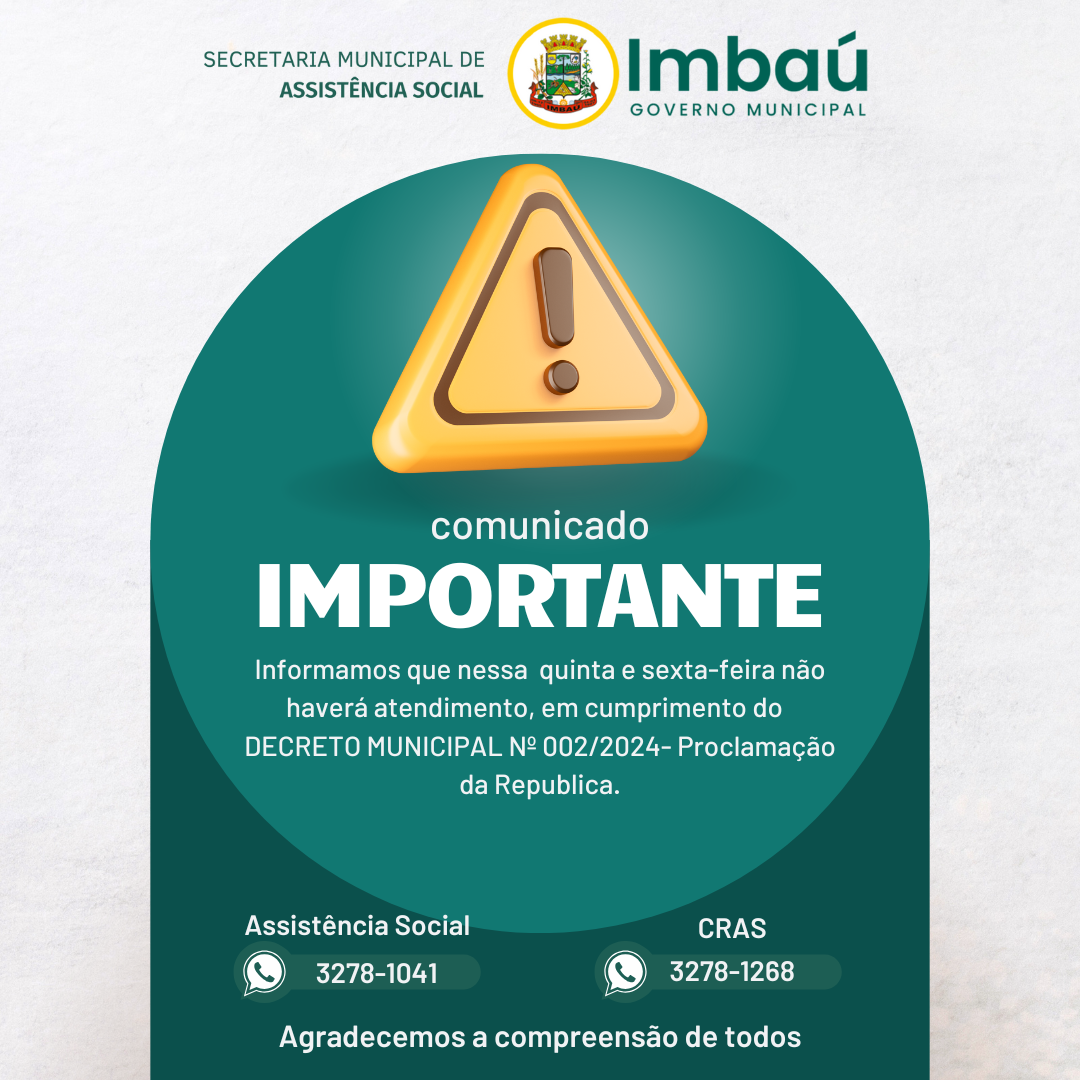 SECRETARIA MUNICIPAL DE
ASSISTÊNCIA SOCIAL
IMBAÚ
Imbaú
GOVERNO MUNICIPAL
comunicado
IMPORTANTE
Informamos que nessa quinta e sexta-feira não
haverá atendimento, em cumprimento do
DECRETO MUNICIPAL Nº 002/2024- Proclamação
da Republica.
Assistência Social
3278-1041
CRAS
3278-1268
Agradecemos a compreensão de todos